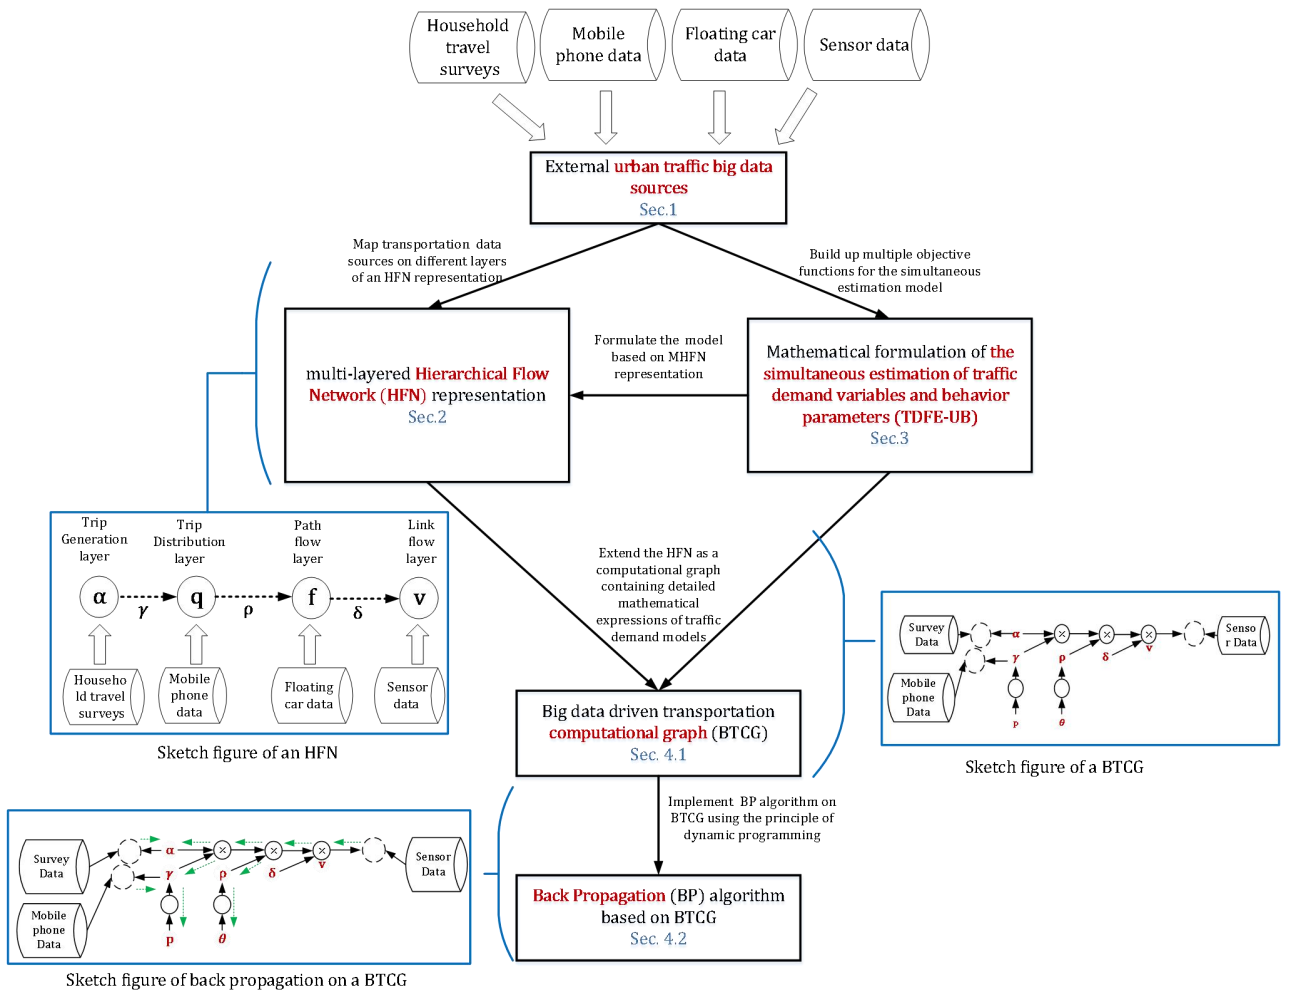 Household
travel
surveys
Mobile
phone data
Floating car
data
Sensor data
External urban traffic big data
sources
Sec.1
Map transportation data
sources on different layers
of an HFN representation
Build up multiple objective
functions for the simultaneous
estimation model
multi-layered Hierarchical Flow
Network (HFN) representation
Sec.2
Formulate the model
based on MHFN
representation
Mathematical formulation of the
simultaneous estimation of traffic
demand variables and behavior
parameters (TDFE-UB)
Sec.3
Trip
Generation
layer
Trip
Distribution
layer
Path
flow
layer
Link
flow
layer
α
q
f
v
γ
ρ
δ
Househo
ld travel
surveys
Mobile
phone
data
Floating
car data
Sensor
data
Sketch figure of an HFN
Extend the HFN as a
computational graph
containing detailed
mathematical
expressions of traffic
demand models
Survey
Data
Mobile
phone
Data
α
×
×
×
γ
ρ
δ
v
p
θ
Senso
r Data
Sketch figure of a BTCG
Big data driven transportation
computational graph (BTCG)
Sec. 4.1
Implement BP algorithm on
BTCG using the principle of
dynamic programming
Back Propagation (BP) algorithm
based on BTCG
Sec. 4.2
Survey
Data
Mobile
phone
Data
α
×
×
×
γ
ρ
δ
v
p
θ
Sensor
Data
Sketch figure of back propagation on a BTCG